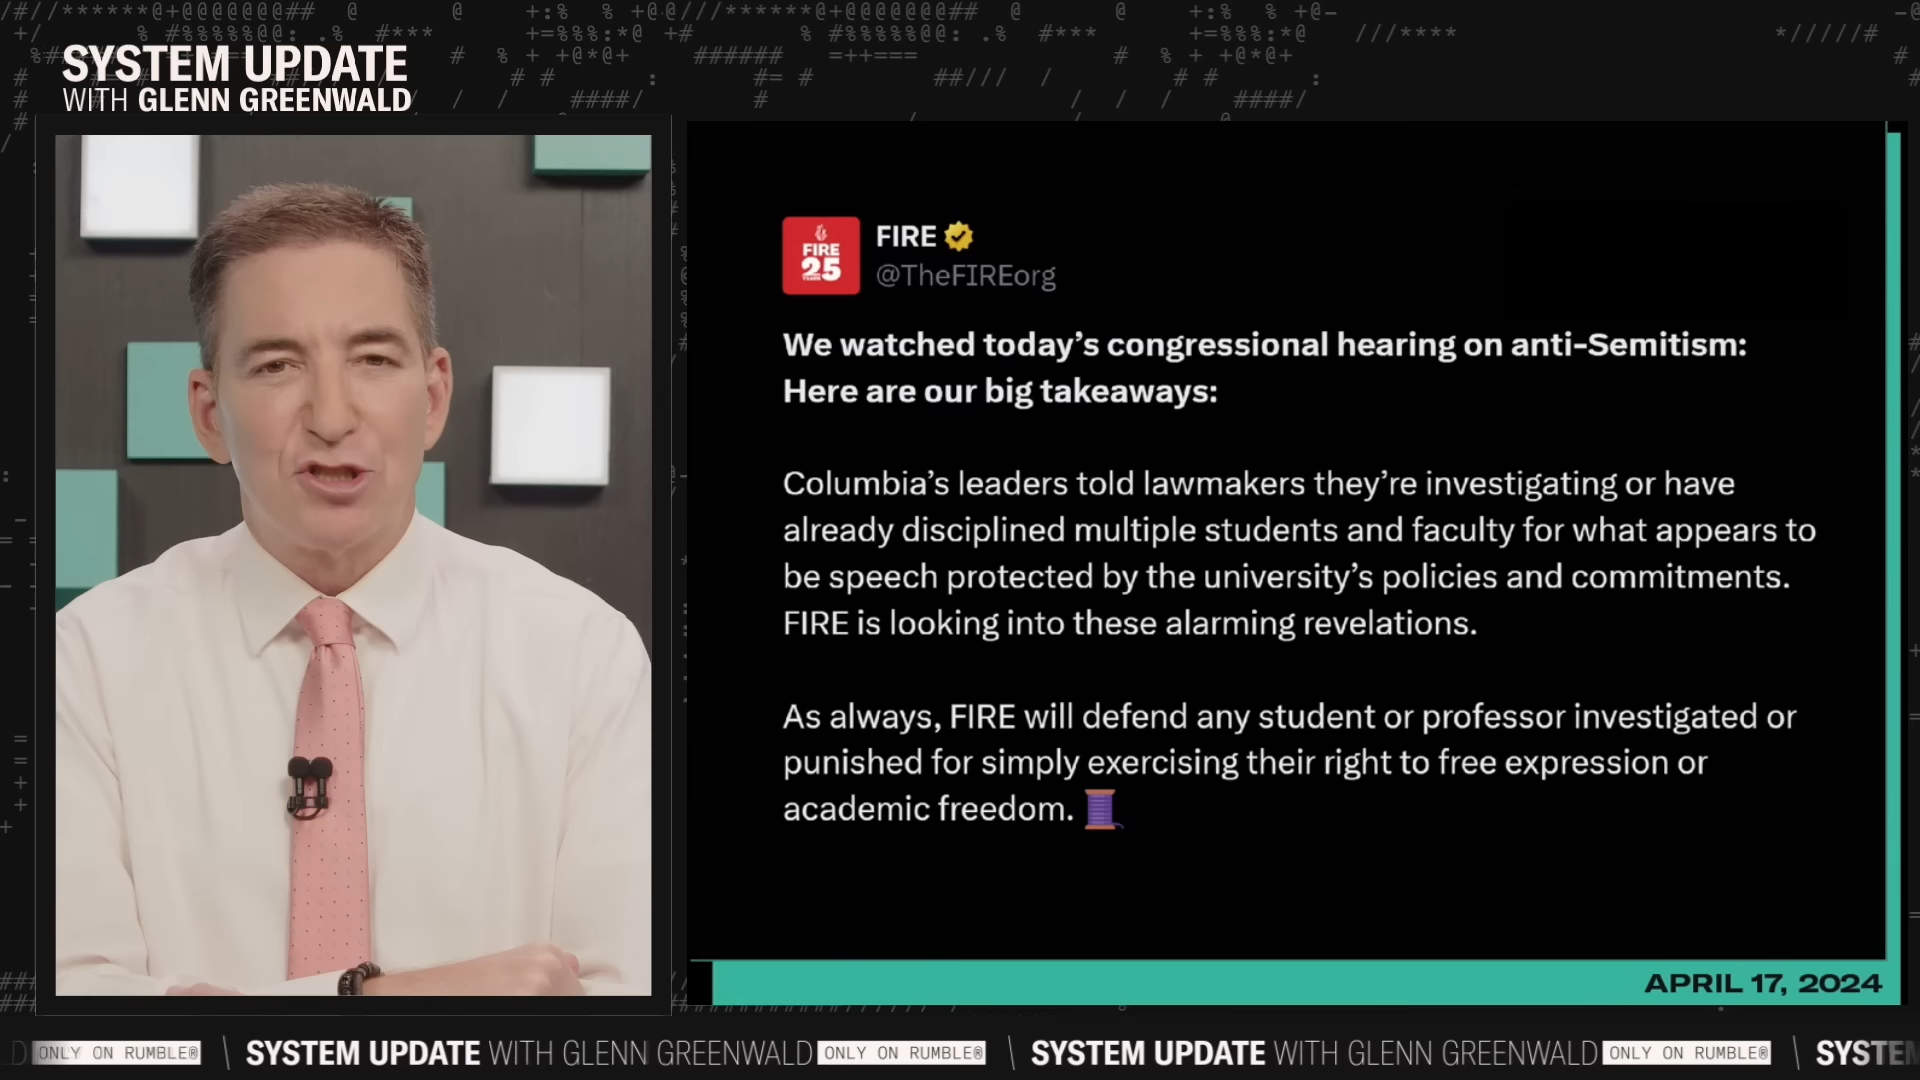 SYSTEM UPDATE
WITH GLENN GREENWALD
FIRE
25
FIRE
@TheFIREorg
We watched today's congressional hearing on anti-Semitism:
Here are our big takeaways:
Columbia's leaders told lawmakers they're investigating or have
already disciplined multiple students and faculty for what appears to
be speech protected by the university's policies and commitments.
FIRE is looking into these alarming revelations.
As always, FIRE will defend any student or professor investigated or
punished for simply exercising their right to free expression or
academic freedom.
APRIL 17, 2024
D ONLY ON RUMBLE® \ SYSTEM UPDATE WITH GLENN GREENWALD ONLY ON RUMBLE® \ SYSTEM UPDATE WITH GLENN GREENWALD ONLY ON RUMBLE® \ SYSTEM